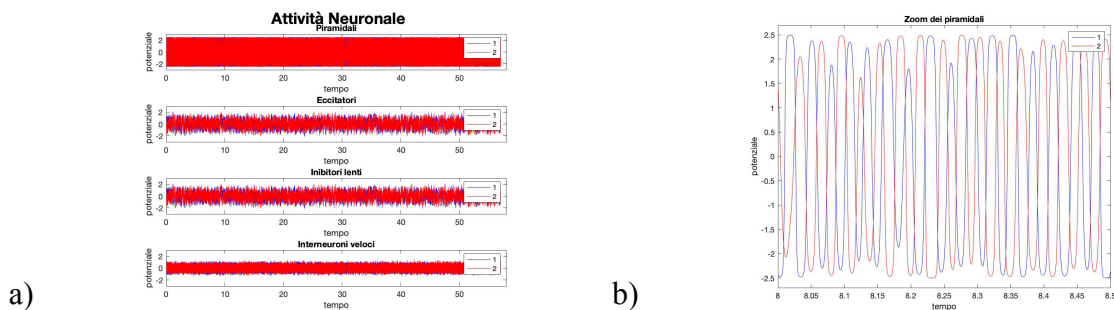 Attività Neuronale
Piramidali
potenziale
2
0
-2
1
2
0 10 20 30 40 50
tempo
Eccitatori
potenziale
2
0
-2
1
2
0 10 20 30 40 50
tempo
Inibitori lenti
potenziale
2
0
-2
1
2
0 10 20 30 40 50
tempo
Interneuroni veloci
potenziale
2
0
-2
1
2
0 10 20 30 40 50
tempo
a)
Zoom dei piramidali
potenziale
2.5
2
1.5
1
0.5
0
-0.5
-1
-1.5
-2
-2.5
1
2
8 8.05 8.1 8.15 8.2 8.25 8.3 8.35 8.4 8.45 8.5
tempo
b)